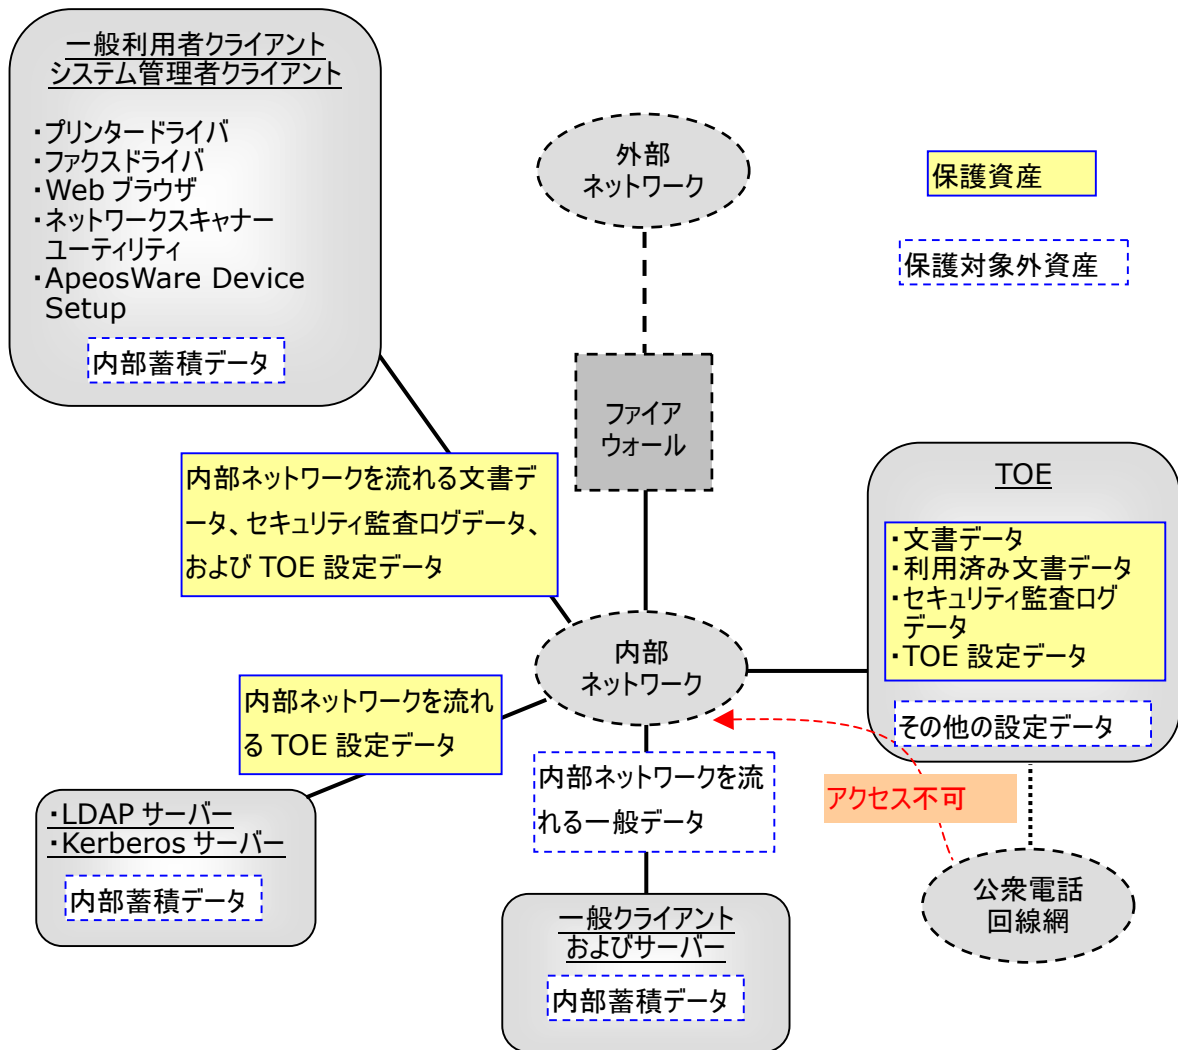 一般利用者クライアント
システム管理者クライアント
・プリンタードライバ
・ファクスドライバ
・Web ブラウザ
・ネットワークスキャナー
ユーティリティ
・ApeosWare Device
Setup
内部蓄積データ
外部
ネットワーク
保護資産
保護対象外資産
ファイア
ウォール
内部ネットワークを流れる文書デ
ータ、セキュリティ監査ログデータ、
および TOE 設定データ
TOE
・文書データ
・利用済み文書データ
・セキュリティ監査ログ
データ
・TOE 設定データ
その他の設定データ
内部
ネットワーク
内部ネットワークを流れ
る TOE 設定データ
内部ネットワークを流
れる一般データ
アクセス不可
・LDAP サーバー
・Kerberos サーバー
内部蓄積データ
一般クライアント
およびサーバー
内部蓄積データ
公衆電話
回線網